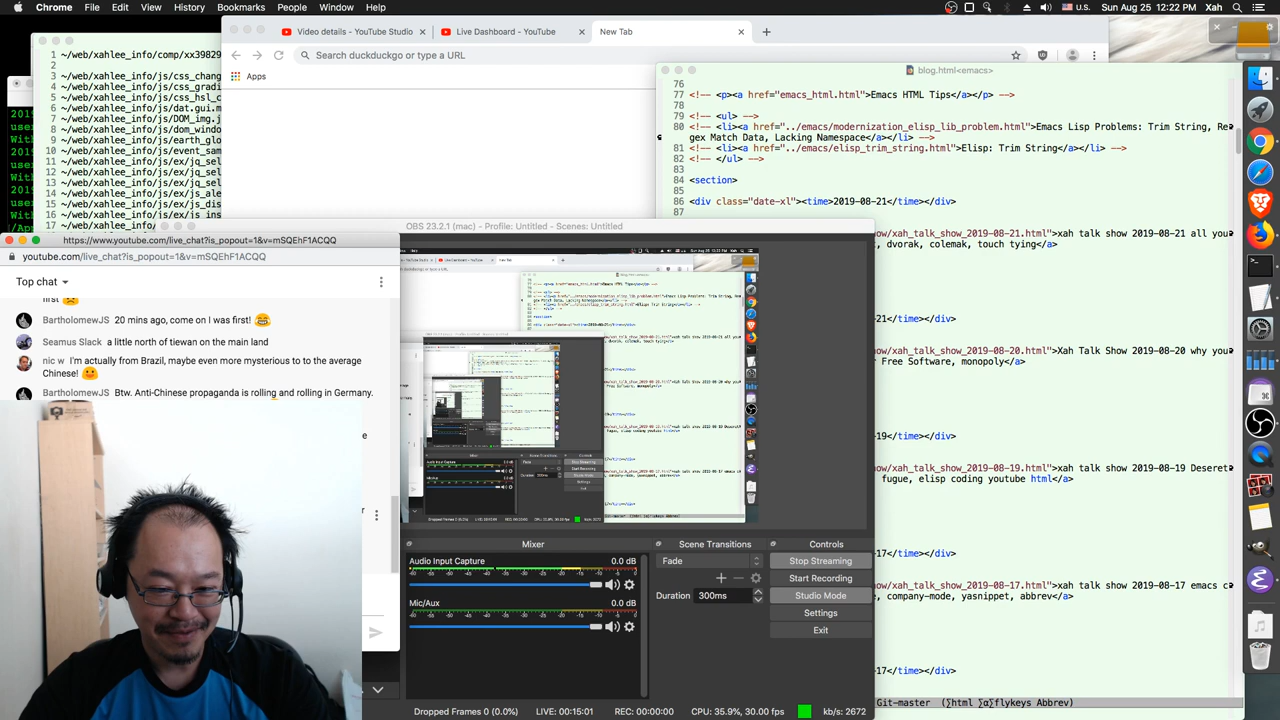 Chrome File Edit View History Bookmarks People Window Help
Sun Aug 25 12:22 PM Xah
Video details - YouTube Studio
Live Dashboard - YouTube
New Tab
Search duckduckgo or type a URL
Apps
1 ~/web/xahlee_info/comp/xx39829
2
3 ~/web/xahlee_info/js/css_chang
4 ~/web/xahlee_info/js/css_gradi
5 ~/web/xahlee_info/js/css_hsl_c
6 ~/web/xahlee_info/js/dat.gui.m
7 ~/web/xahlee_info/js/DOM_img.j
8 ~/web/xahlee_info/js/dom_windo
9 ~/web/xahlee_info/js/earth_glo
10 ~/web/xahlee_info/js/event_sam
11 ~/web/xahlee_info/js/ex/jq_sel
12 ~/web/xahlee_info/js/ex/jq_sel
13 ~/web/xahlee_info/js/ex/jq_sel
14 ~/web/xahlee_info/js/ex/js_ale
15 ~/web/xahlee_info/js/ex/js_dis
16 ~/web/xahlee_info/js/ex/js_ins
17 ~/web/xahlee_info/js/ex
2019
user
With
2019
user
With
2019
user
With
/App
blog.html<emacs>
76
77 <!-- <p><a href="emacs_html.html">Emacs HTML Tips</a></p> -->
78
79 <!-- <ul> -->
80 <!-- <li><a href="../emacs/modernization_elisp_lib_problem.html">Emacs Lisp Problems: Trim String, Re
gex Match Data, Lacking Namespace</a></li> -->
81 <!-- <li><a href="../emacs/elisp_trim_string.html">Elisp: Trim String</a></li> -->
82 <!-- </ul> -->
83
84 <section>
85
86 <div class="date-xl"><time>2019-08-21</time></div>
87
ow/xah_talk_show_2019-08-21.html">xah talk show 2019-08-21 all you
, dvorak, colemak, touch tying</a>
21</time></div>
ow/xah_talk_show_2019-08-20.html">Xah Talk Show 2019-08-20 why you
Free Software, monopoly</a>
19</time></div>
ow/xah_talk_show_2019-08-19.html">xah talk show 2019-08-19 Deseret
fugue, elisp coding youtube html</a>
17</time></div>
ow/xah_talk_show_2019-08-17.html">xah talk show 2019-08-17 emacs c
s, company-mode, yasnippet, abbrev</a>
17</time></div>
Git-master (∑html ∑α⎇flykeys Abbrev)
OBS 23.2.1 (mac) - Profile: Untitled - Scenes: Untitled
https://www.youtube.com/live_chat?is_popout=1&v=mSQEhF1ACQQ
youtube.com/live_chat?is_popout=1&v=mSQEhF1ACQQ
Top chat
first
BartholomewJS 20 mins ago, come on I was first!
Seamus Slack a little north of tiewan on the main land
nic w I'm actually from Brazil, maybe even more mysterious to to the average
Chinese!
BartholomewJS Btw. Anti-Chinese propaganda is rolling and rolling in Germany.
Mixer
Audio Input Capture 0.0 dB
Mic/Aux 0.0 dB
Scene Transitions
Fade
Duration 300ms
Controls
Stop Streaming
Start Recording
Studio Mode
Settings
Exit
Dropped Frames 0 (0.0%) LIVE: 00:15:01 REC: 00:00:00 CPU: 35.9%, 30.00 fps kb/s: 2672